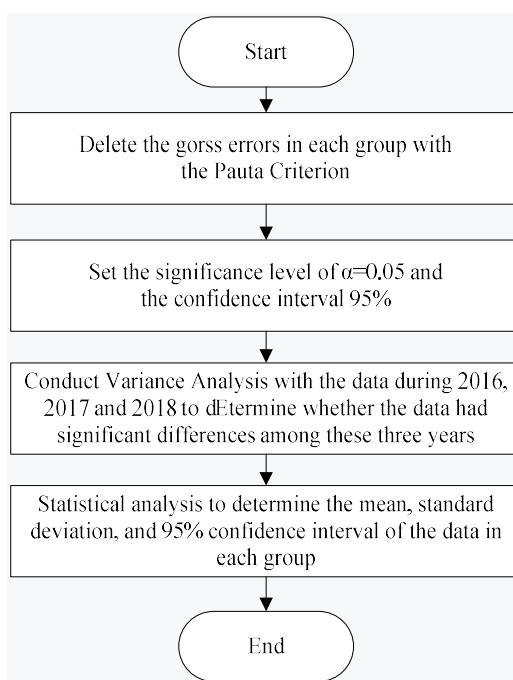 Start
Delete the gorss errors in each group with
the Pauta Criterion
Set the significance level of α=0.05 and
the confidence interval 95%
Conduct Variance Analysis with the data during 2016,
2017 and 2018 to dEtermine whether the data had
significant differences among these three years
Statistical analysis to determine the mean, standard
deviation, and 95% confidence interval of the data in
each group
End